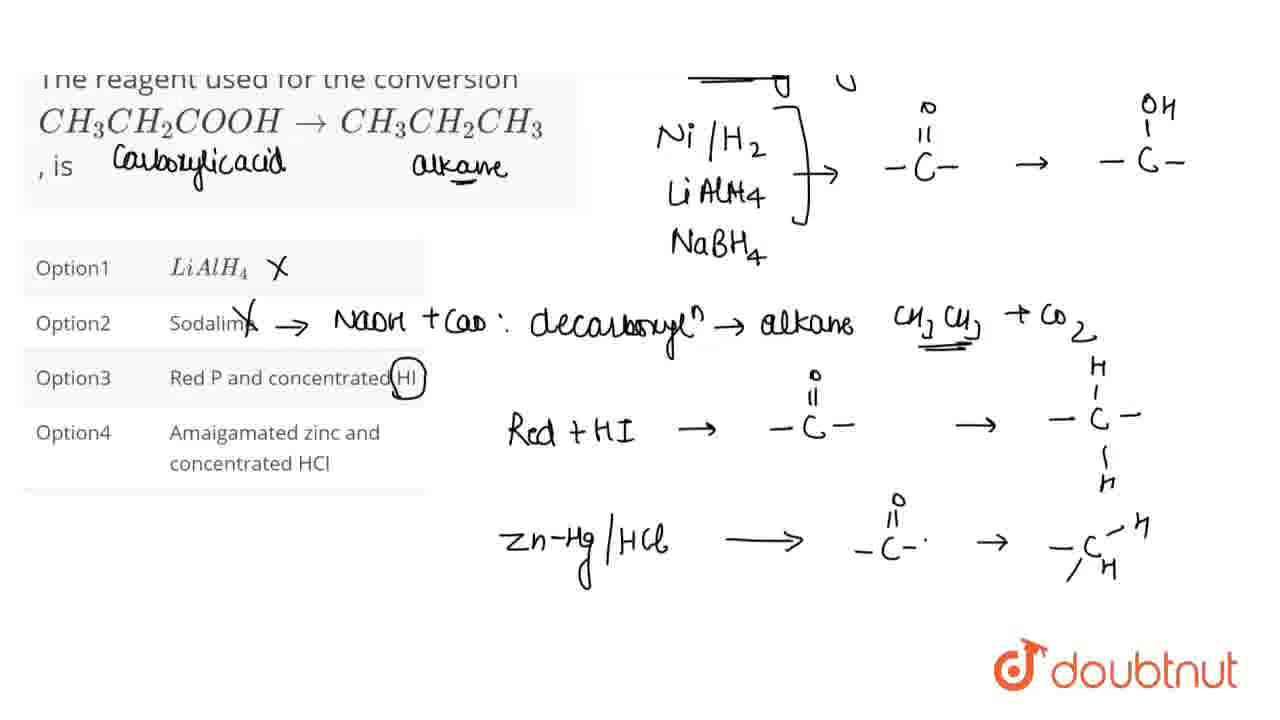 The reagent used for the conversion
CH₃CH₂COOH → CH₃CH₂CH₃
, is
Carboxylic acid
alkane
Option1 LiAlH₄ X
Option2 Sodalime X → NaOH + CaO : decarboxylⁿ → alkane CH₃CH₃ + CO₂
Option3 Red P and concentrated HI
Option4 Amaigamated zinc and
concentrated HCl
Ni/H₂
LiAlH4
NaBH₄
→ O
-C- → OH
-C-
Red + HI → O
-C- → H
-C-
H
Zn-Hg/HCl → O
-C- → -C H
H
doubtnut